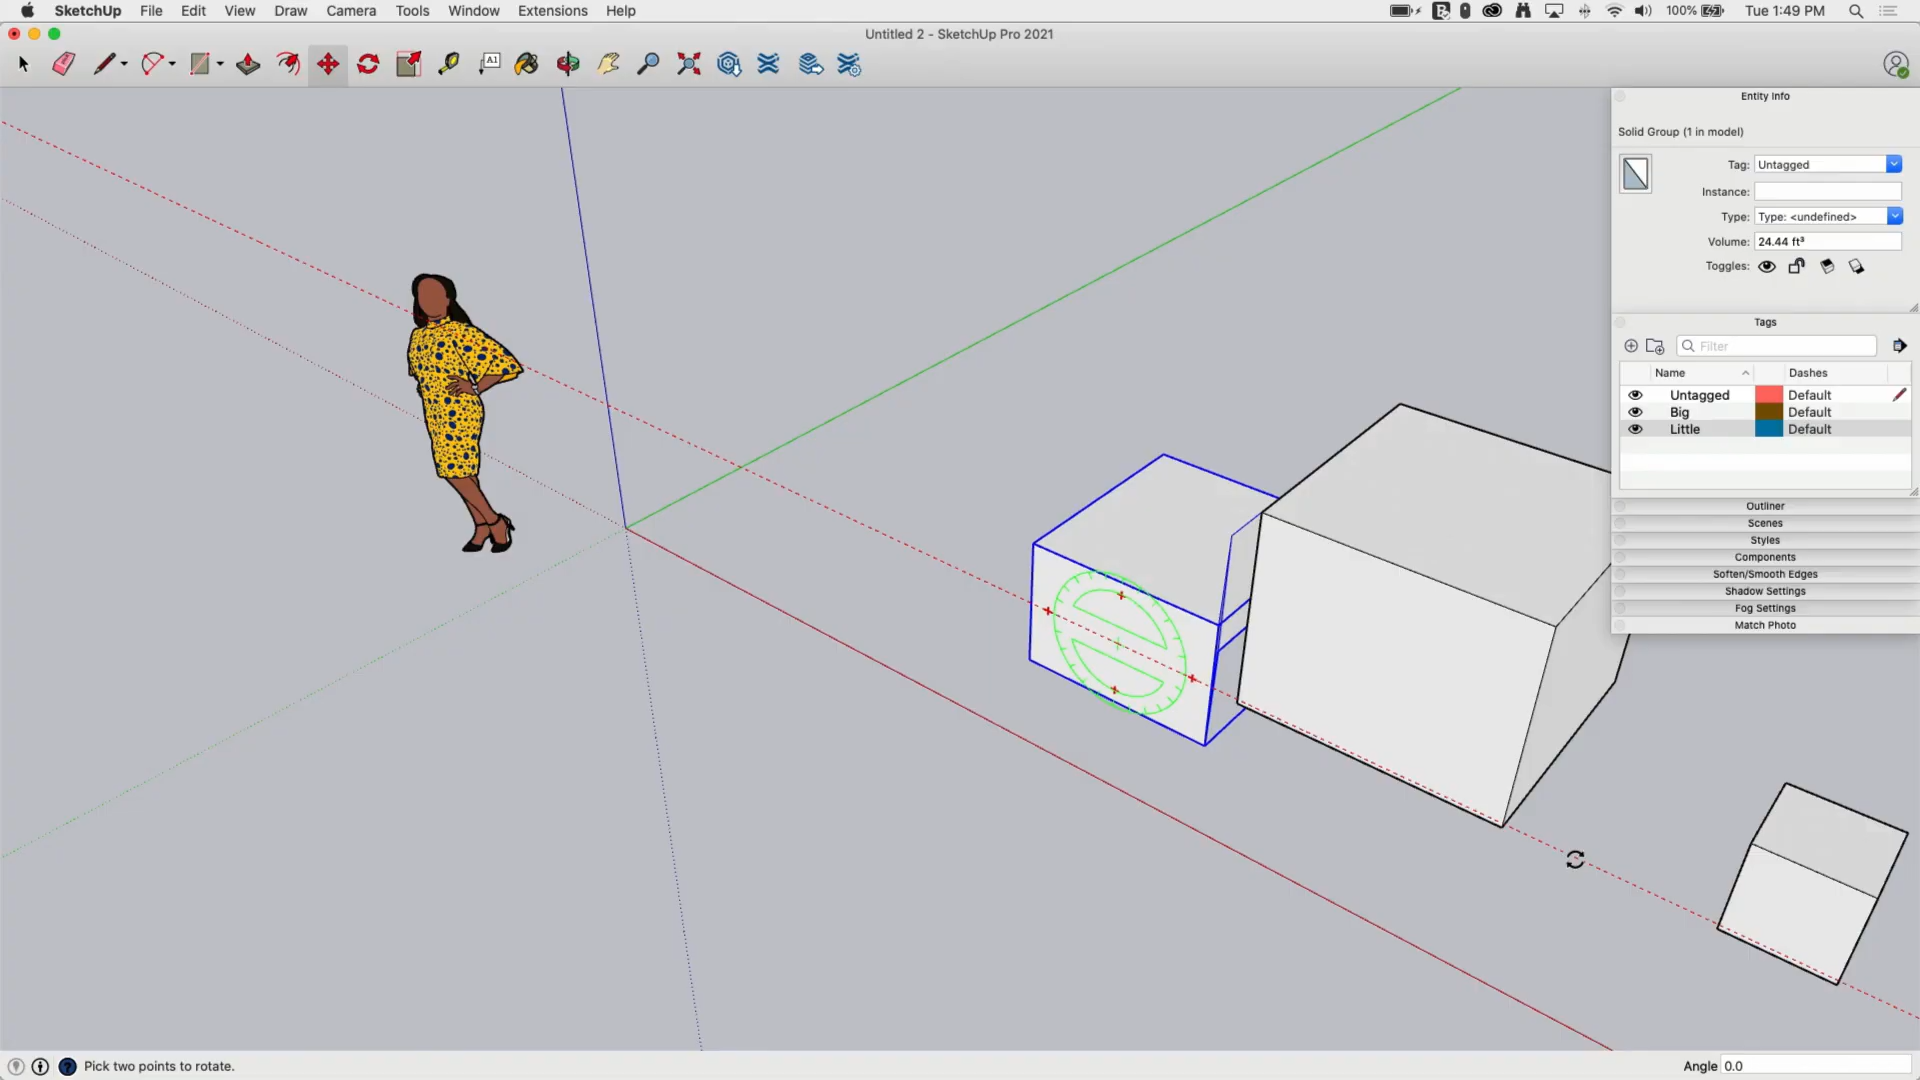 SketchUp File Edit View Draw Camera Tools Window Extensions Help 100% Tue 1:49 PM
Untitled 2 - SketchUp Pro 2021
A1
Entity Info
Solid Group (1 in model)
Tag: Untagged
Instance:
Type: Type: <undefined>
Volume: 24.44 ft³
Toggles:
Tags
Filter
Name Dashes
Untagged Default
Big Default
Little Default
Outliner
Scenes
Styles
Components
Soften/Smooth Edges
Shadow Settings
Fog Settings
Match Photo
Pick two points to rotate. Angle 0.0